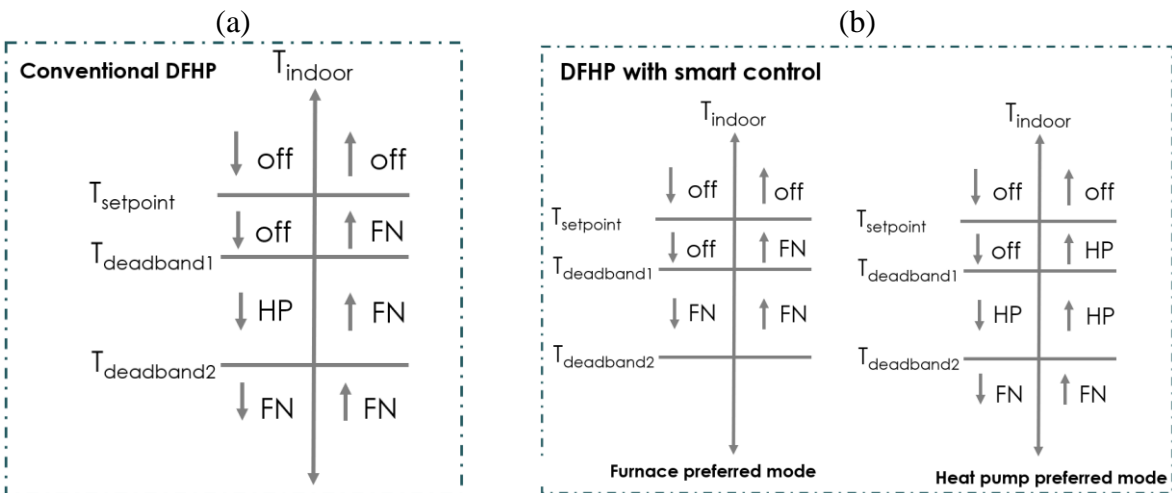 (a)
(b)
Conventional DFHP
T_indoor
↓ off ↑ off
T_setpoint
↓ off ↑ FN
T_deadband1
↓ HP ↑ FN
T_deadband2
↓ FN ↑ FN
DFHP with smart control
T_indoor
↓ off ↑ off
T_setpoint
↓ off ↑ FN
T_deadband1
↓ FN ↑ FN
T_deadband2
Furnace preferred mode
T_indoor
↓ off ↑ off
T_setpoint
↓ off ↑ HP
T_deadband1
↓ HP ↑ HP
T_deadband2
↓ FN ↑ FN
Heat pump preferred mode